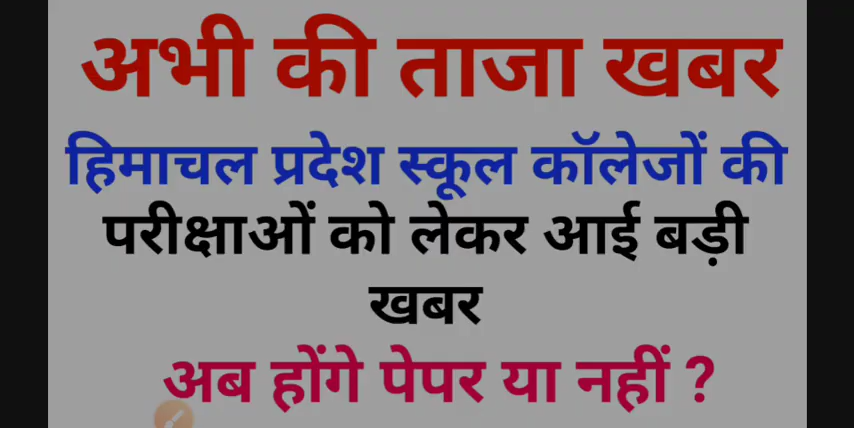 अभी की ताजा खबर
हिमाचल प्रदेश स्कूल कॉलेजों की
परीक्षाओं को लेकर आई बड़ी
खबर
अब होंगे पेपर या नहीं ?